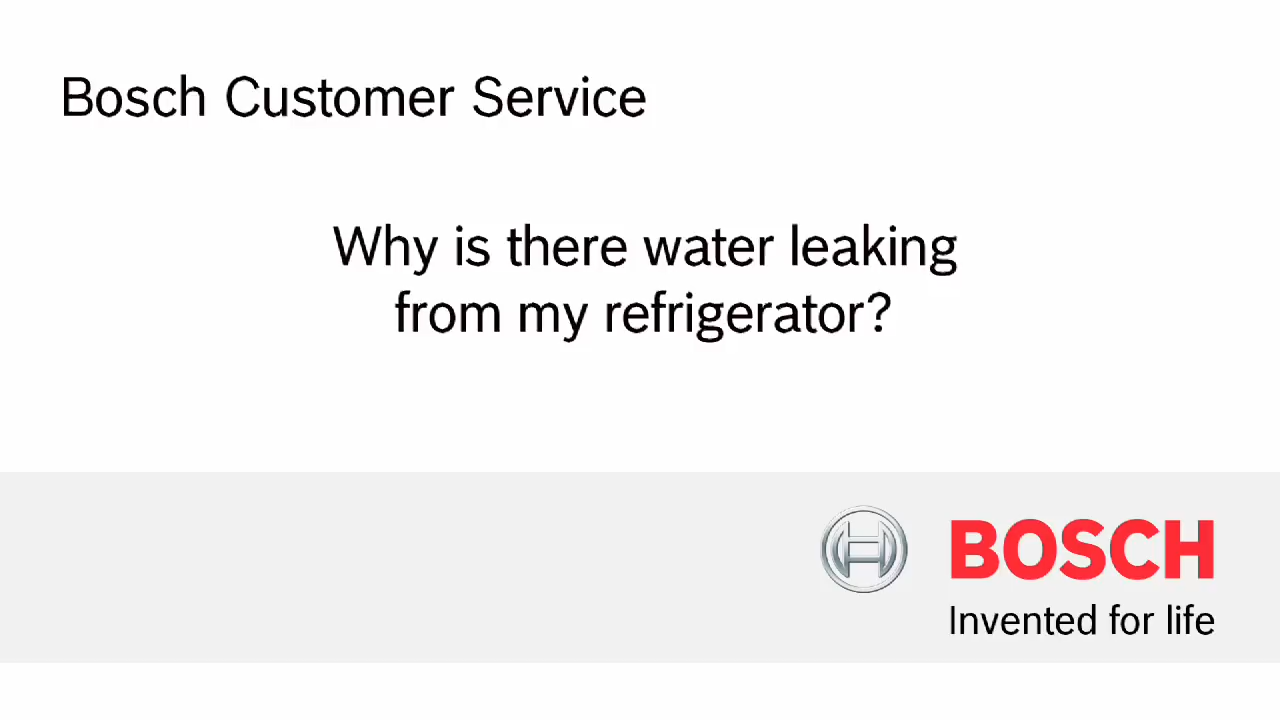 Bosch Customer Service
Why is there water leaking
from my refrigerator?
BOSCH
Invented for life